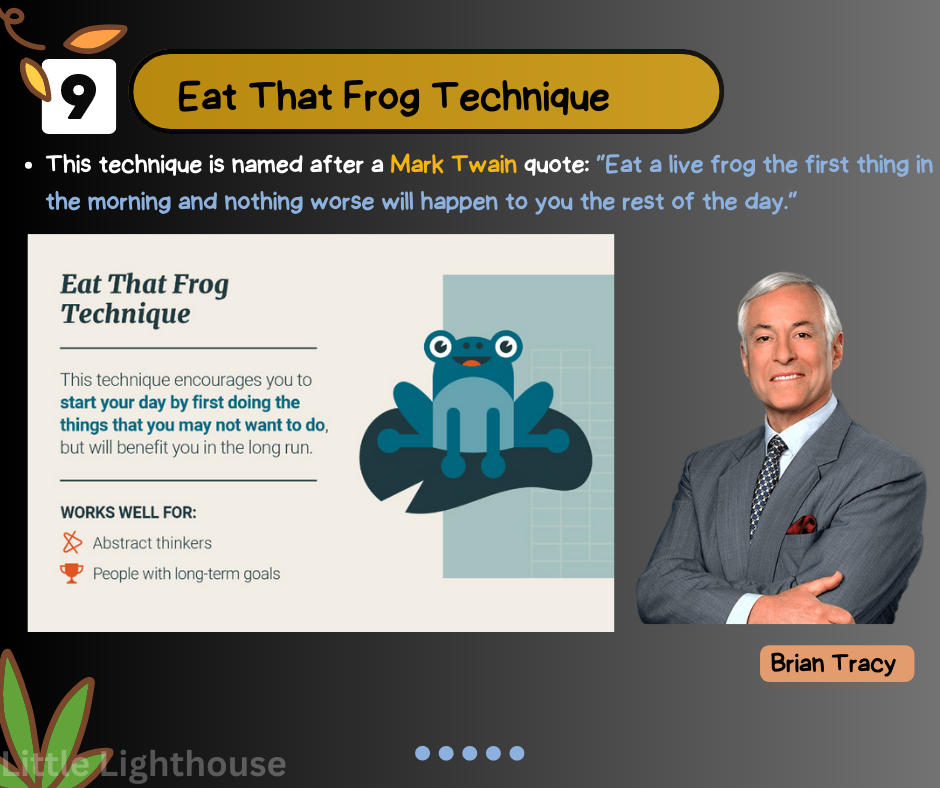 9
Eat That Frog Technique
• This technique is named after a Mark Twain quote: "Eat a live frog the first thing in
the morning and nothing worse will happen to you the rest of the day."
Eat That Frog
Technique
This technique encourages you to
start your day by first doing the
things that you may not want to do,
but will benefit you in the long run.
WORKS WELL FOR:
Abstract thinkers
People with long-term goals
Brian Tracy
Little Lighthouse